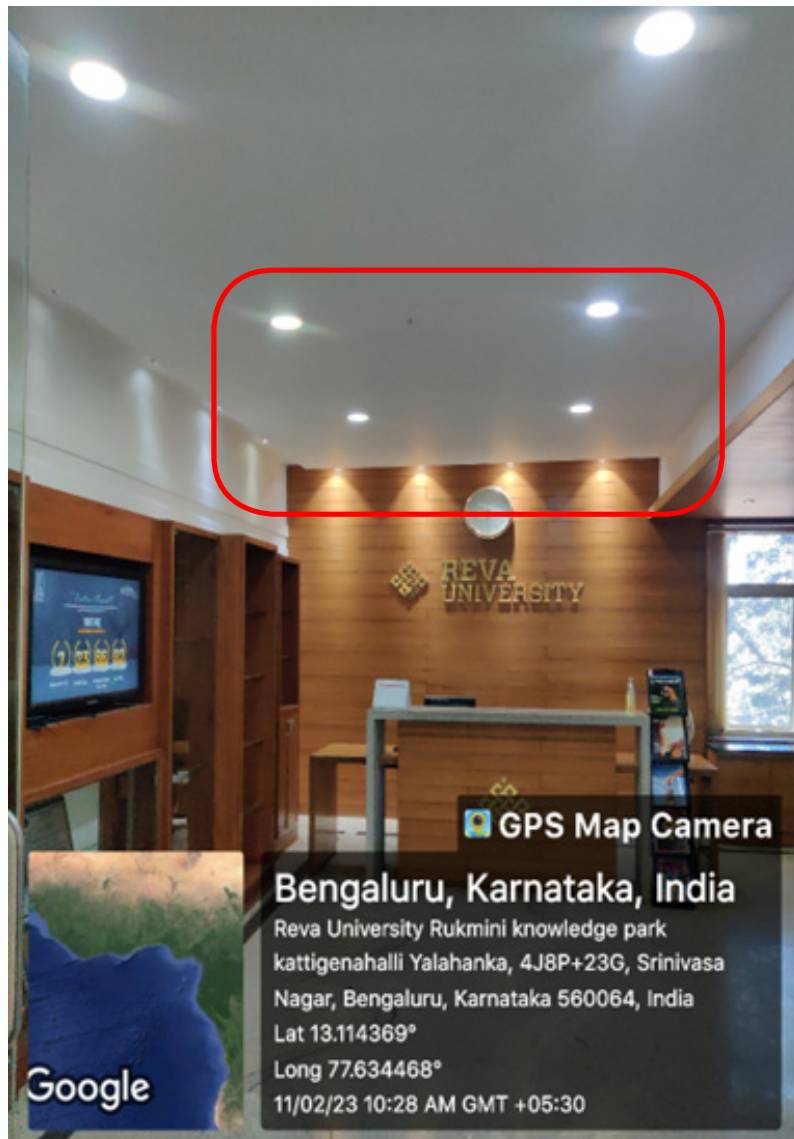 REVA
UNIVERSITY
GPS Map Camera
Bengaluru, Karnataka, India
Reva University Rukmini knowledge park
kattigenahalli Yalahanka, 4J8P+23G, Srinivasa
Nagar, Bengaluru, Karnataka 560064, India
Lat 13.114369°
Long 77.634468°
11/02/23 10:28 AM GMT +05:30
Google